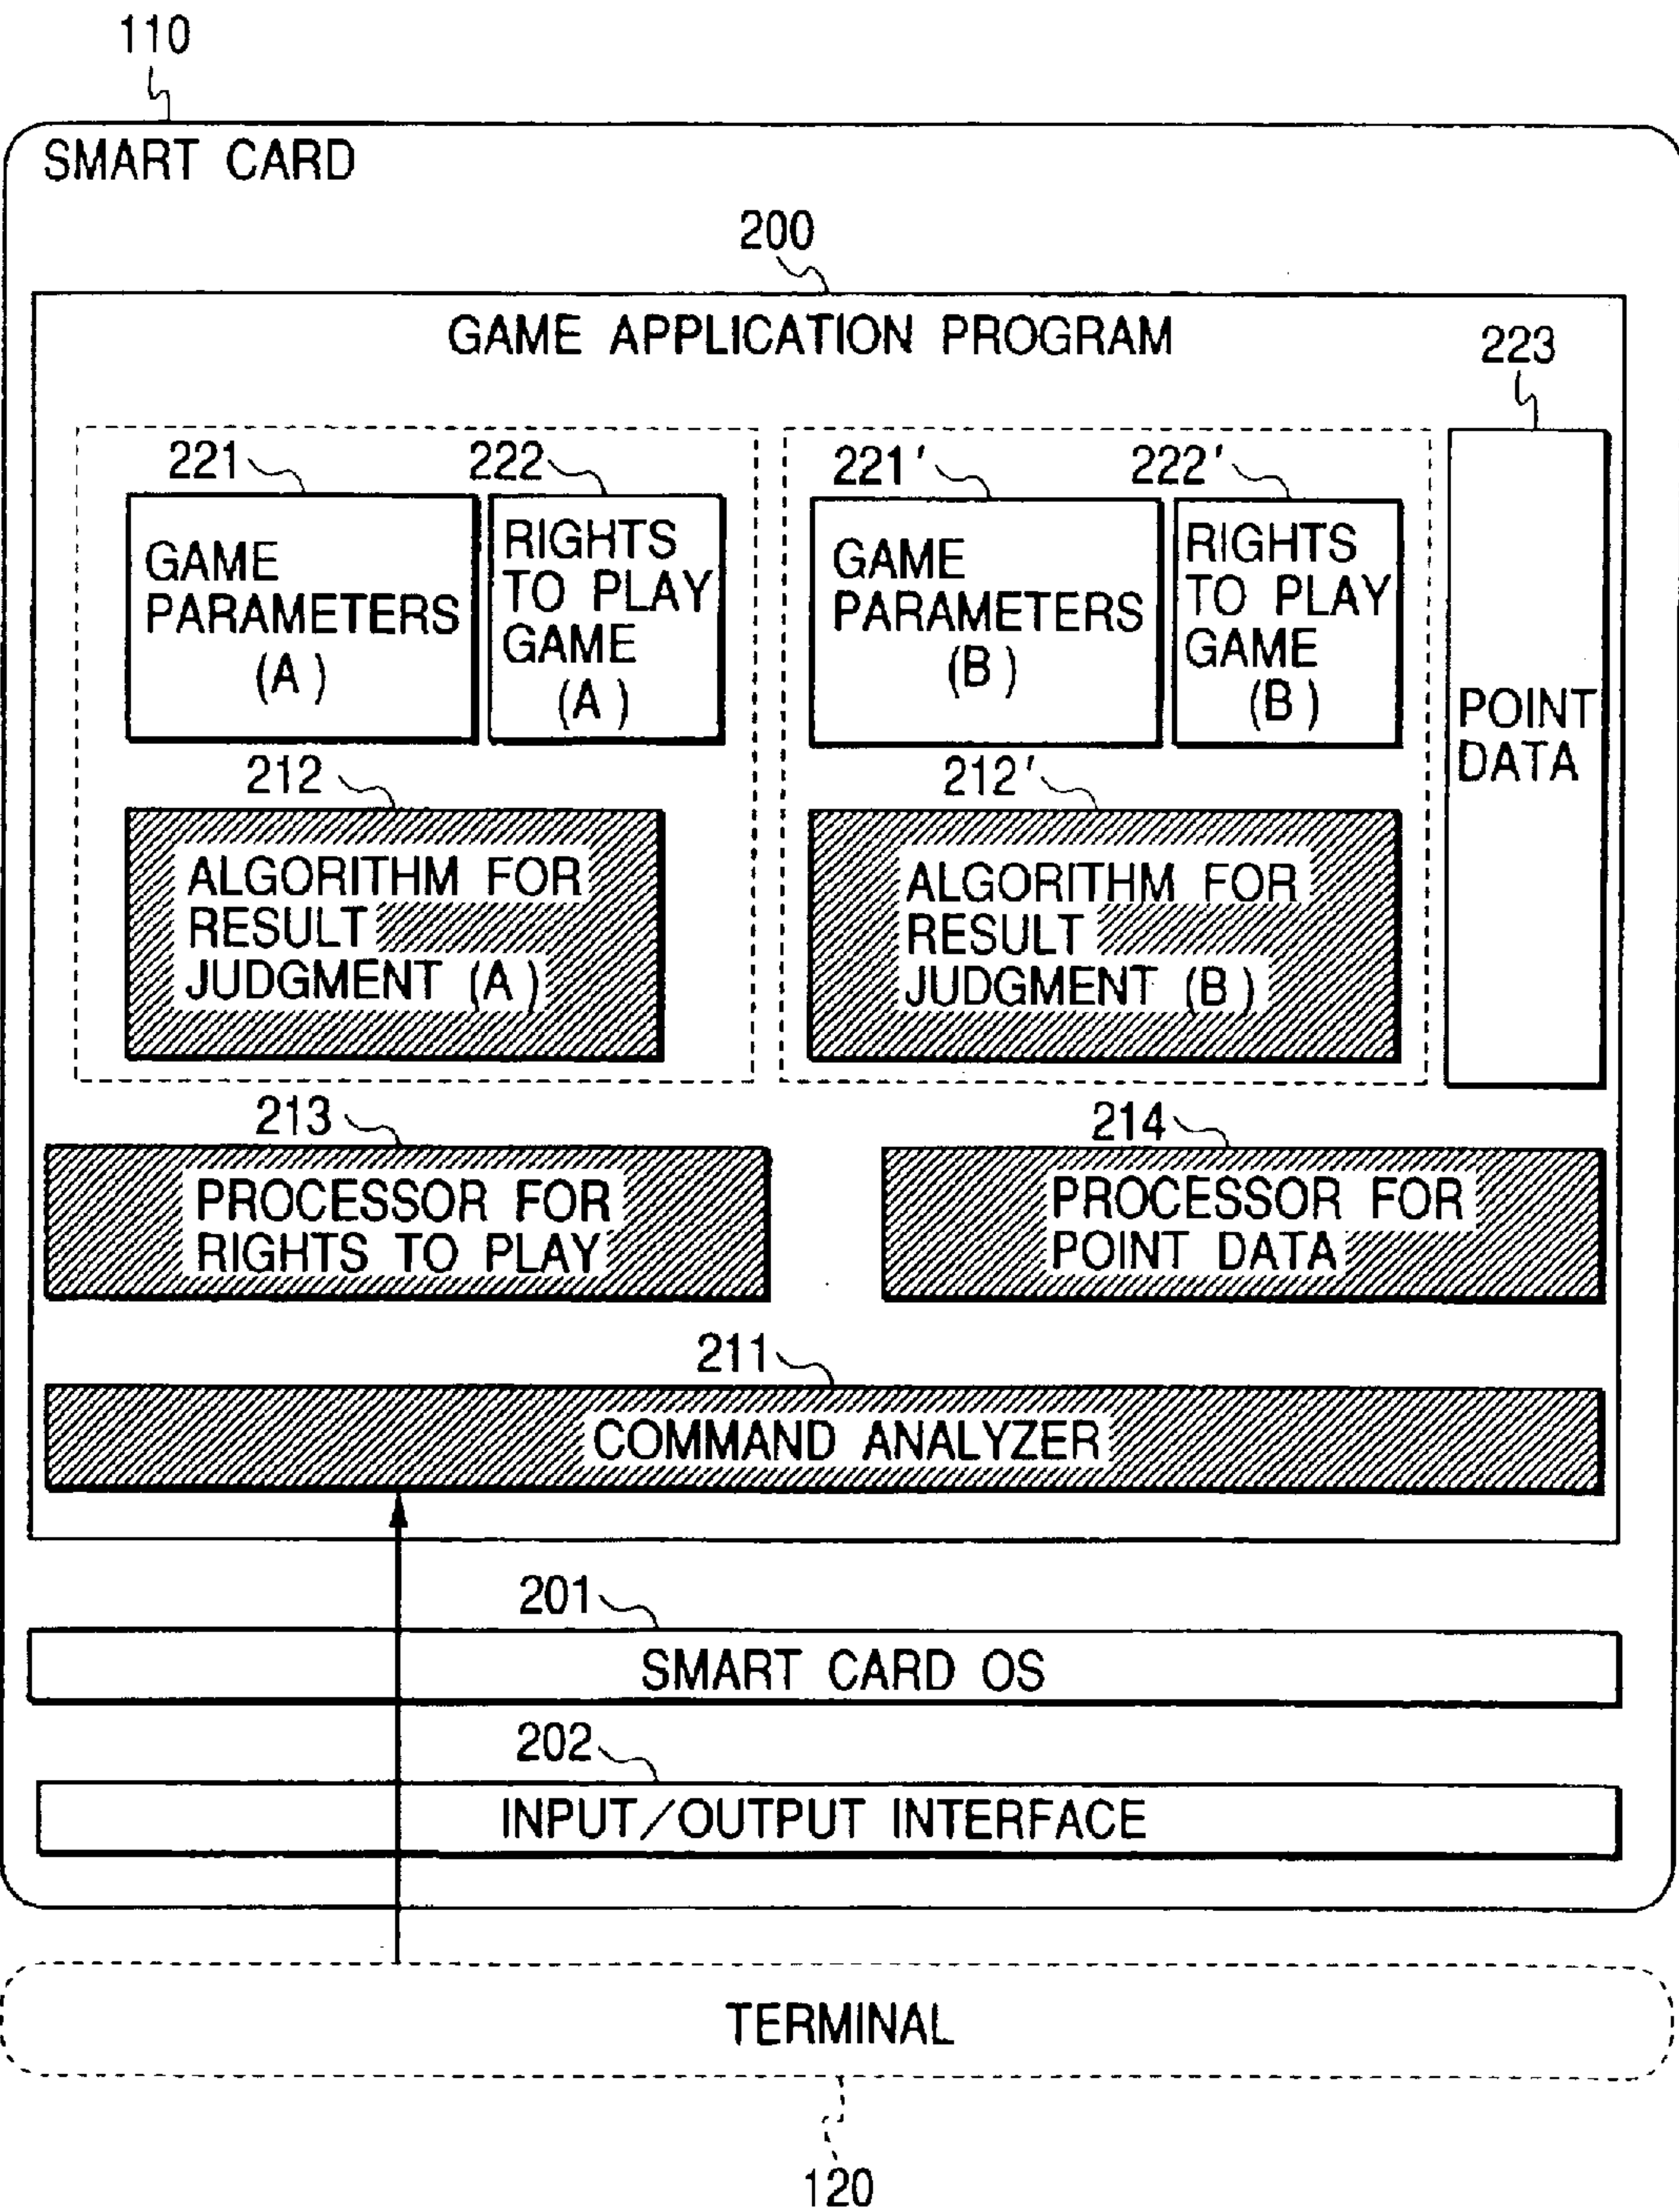 110
SMART CARD
200
GAME APPLICATION PROGRAM
223
221
222
221'
222'
GAME
PARAMETERS
(A)
RIGHTS
TO PLAY
GAME
(A)
GAME
PARAMETERS
(B)
RIGHTS
TO PLAY
GAME
(B)
POINT
DATA
212
212'
ALGORITHM FOR
RESULT
JUDGMENT (A)
ALGORITHM FOR
RESULT
JUDGMENT (B)
213
214
PROCESSOR FOR
RIGHTS TO PLAY
PROCESSOR FOR
POINT DATA
211
COMMAND ANALYZER
201
SMART CARD OS
202
INPUT/OUTPUT INTERFACE
TERMINAL
120